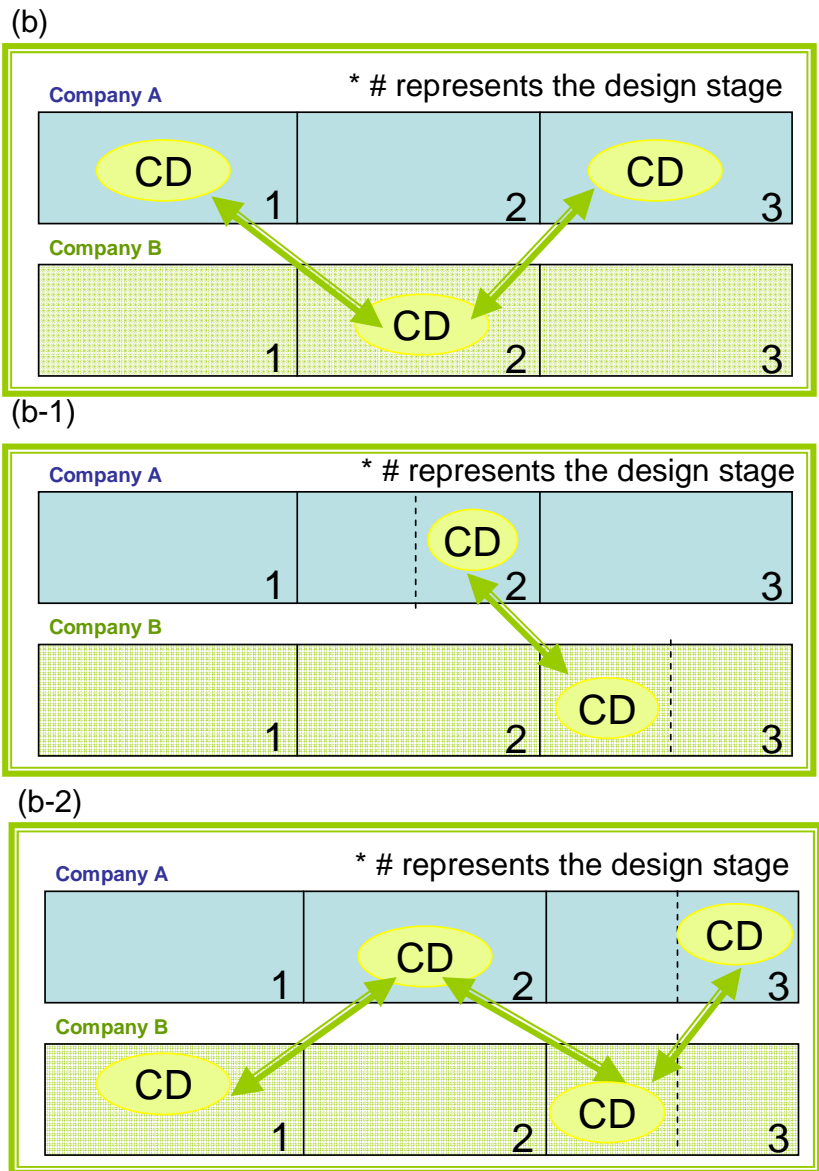 (b)
Company A * # represents the design stage
CD CD
1 2 3
Company B
CD
1 2 3
(b-1)
Company A * # represents the design stage
CD
1 2 3
Company B
CD
1 2 3
(b-2)
Company A * # represents the design stage
CD CD
1 2 3
Company B
CD CD
1 2 3